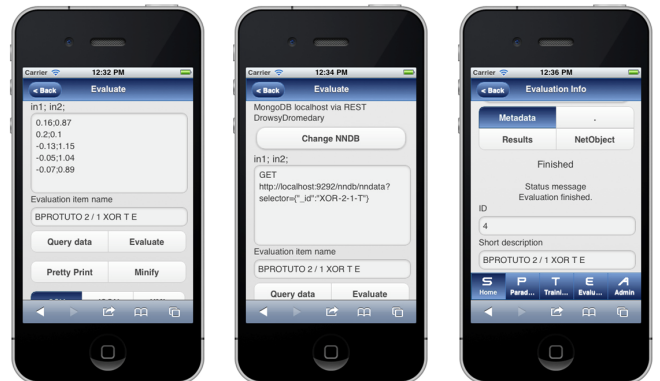 Carrier 12:32 PM
< Back Evaluate
in1; in2;
0.16;0.87
0.2;0.1
-0.13;1.15
-0.05;1.04
-0.07;0.89
Evaluation item name
BPROTUTO 2 / 1 XOR T E
Query data Evaluate
Pretty Print Minify
Carrier 12:34 PM
< Back Evaluate
MongoDB localhost via REST
DrowsyDromedary
Change NNDB
in1; in2;
GET
http://localhost:9292/nndb/nndata?
selector={"_id":"XOR-2-1-T"}
Evaluation item name
BPROTUTO 2 / 1 XOR T E
Query data Evaluate
Carrier 12:36 PM
< Back Evaluation Info
Metadata .
Results NetObject
Finished
Status message
Evaluation finished.
ID
4
Short description
BPROTUTO 2 / 1 XOR T E
S P T E A
Home Parad... Traini... Evalu... Admin